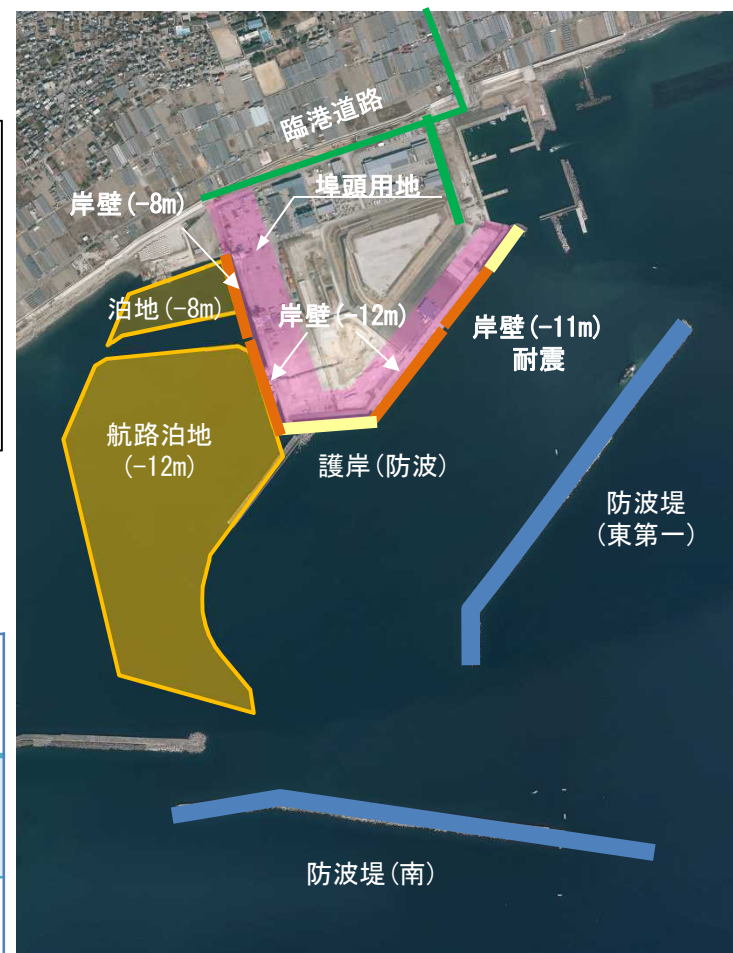 臨港道路
埠頭用地
岸壁(-8m)
泊地(-8m)
岸壁(-12m)
岸壁(-11m)
耐震
航路泊地
(-12m)
護岸(防波)
防波堤
(東第一)
防波堤(南)